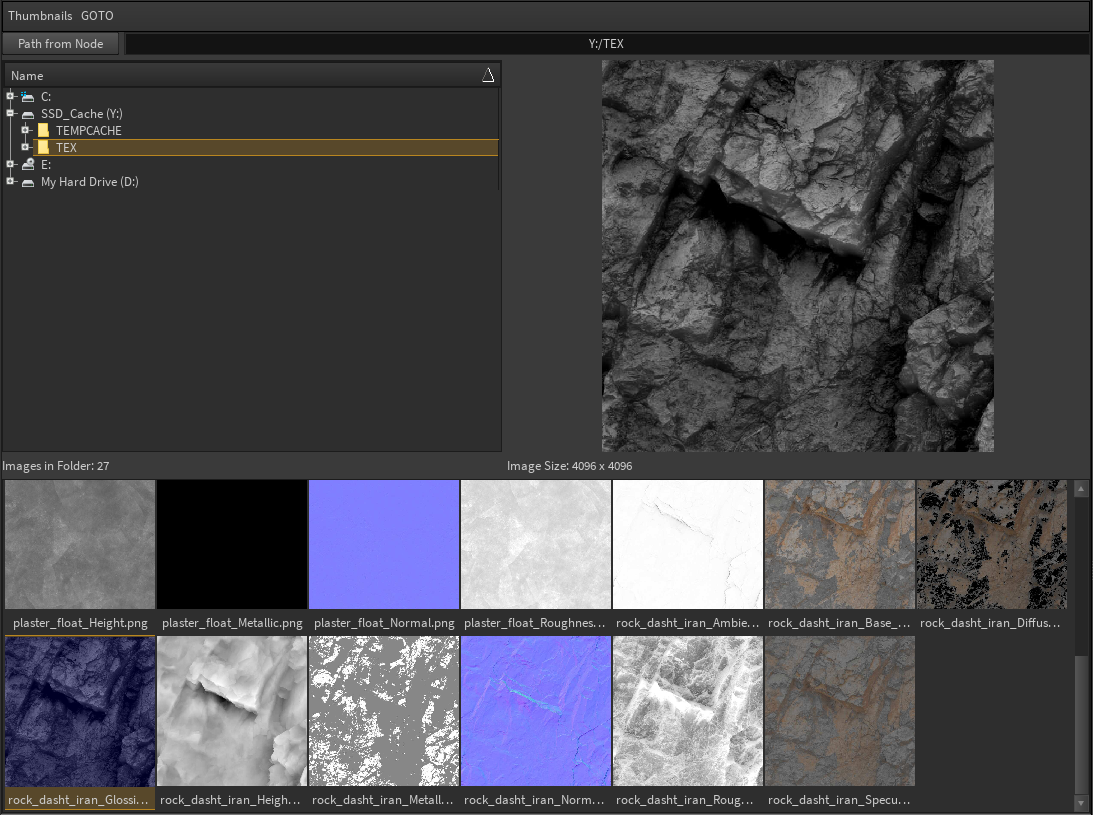 Thumbnails GOTO
Path from Node
Y:/TEX
Name
C:
SSD_Cache (Y:)
TEMPCACHE
TEX
E:
My Hard Drive (D:)
Images in Folder: 27
Image Size: 4096 x 4096
plaster_float_Height.png
plaster_float_Metallic.png
plaster_float_Normal.png
plaster_float_Roughnes...
rock_dasht_iran_Ambie...
rock_dasht_iran_Base_...
rock_dasht_iran_Diffus...
rock_dasht_iran_Glossi...
rock_dasht_iran_Heigh...
rock_dasht_iran_Metall...
rock_dasht_iran_Norm...
rock_dasht_iran_Roug...
rock_dasht_iran_Specu...